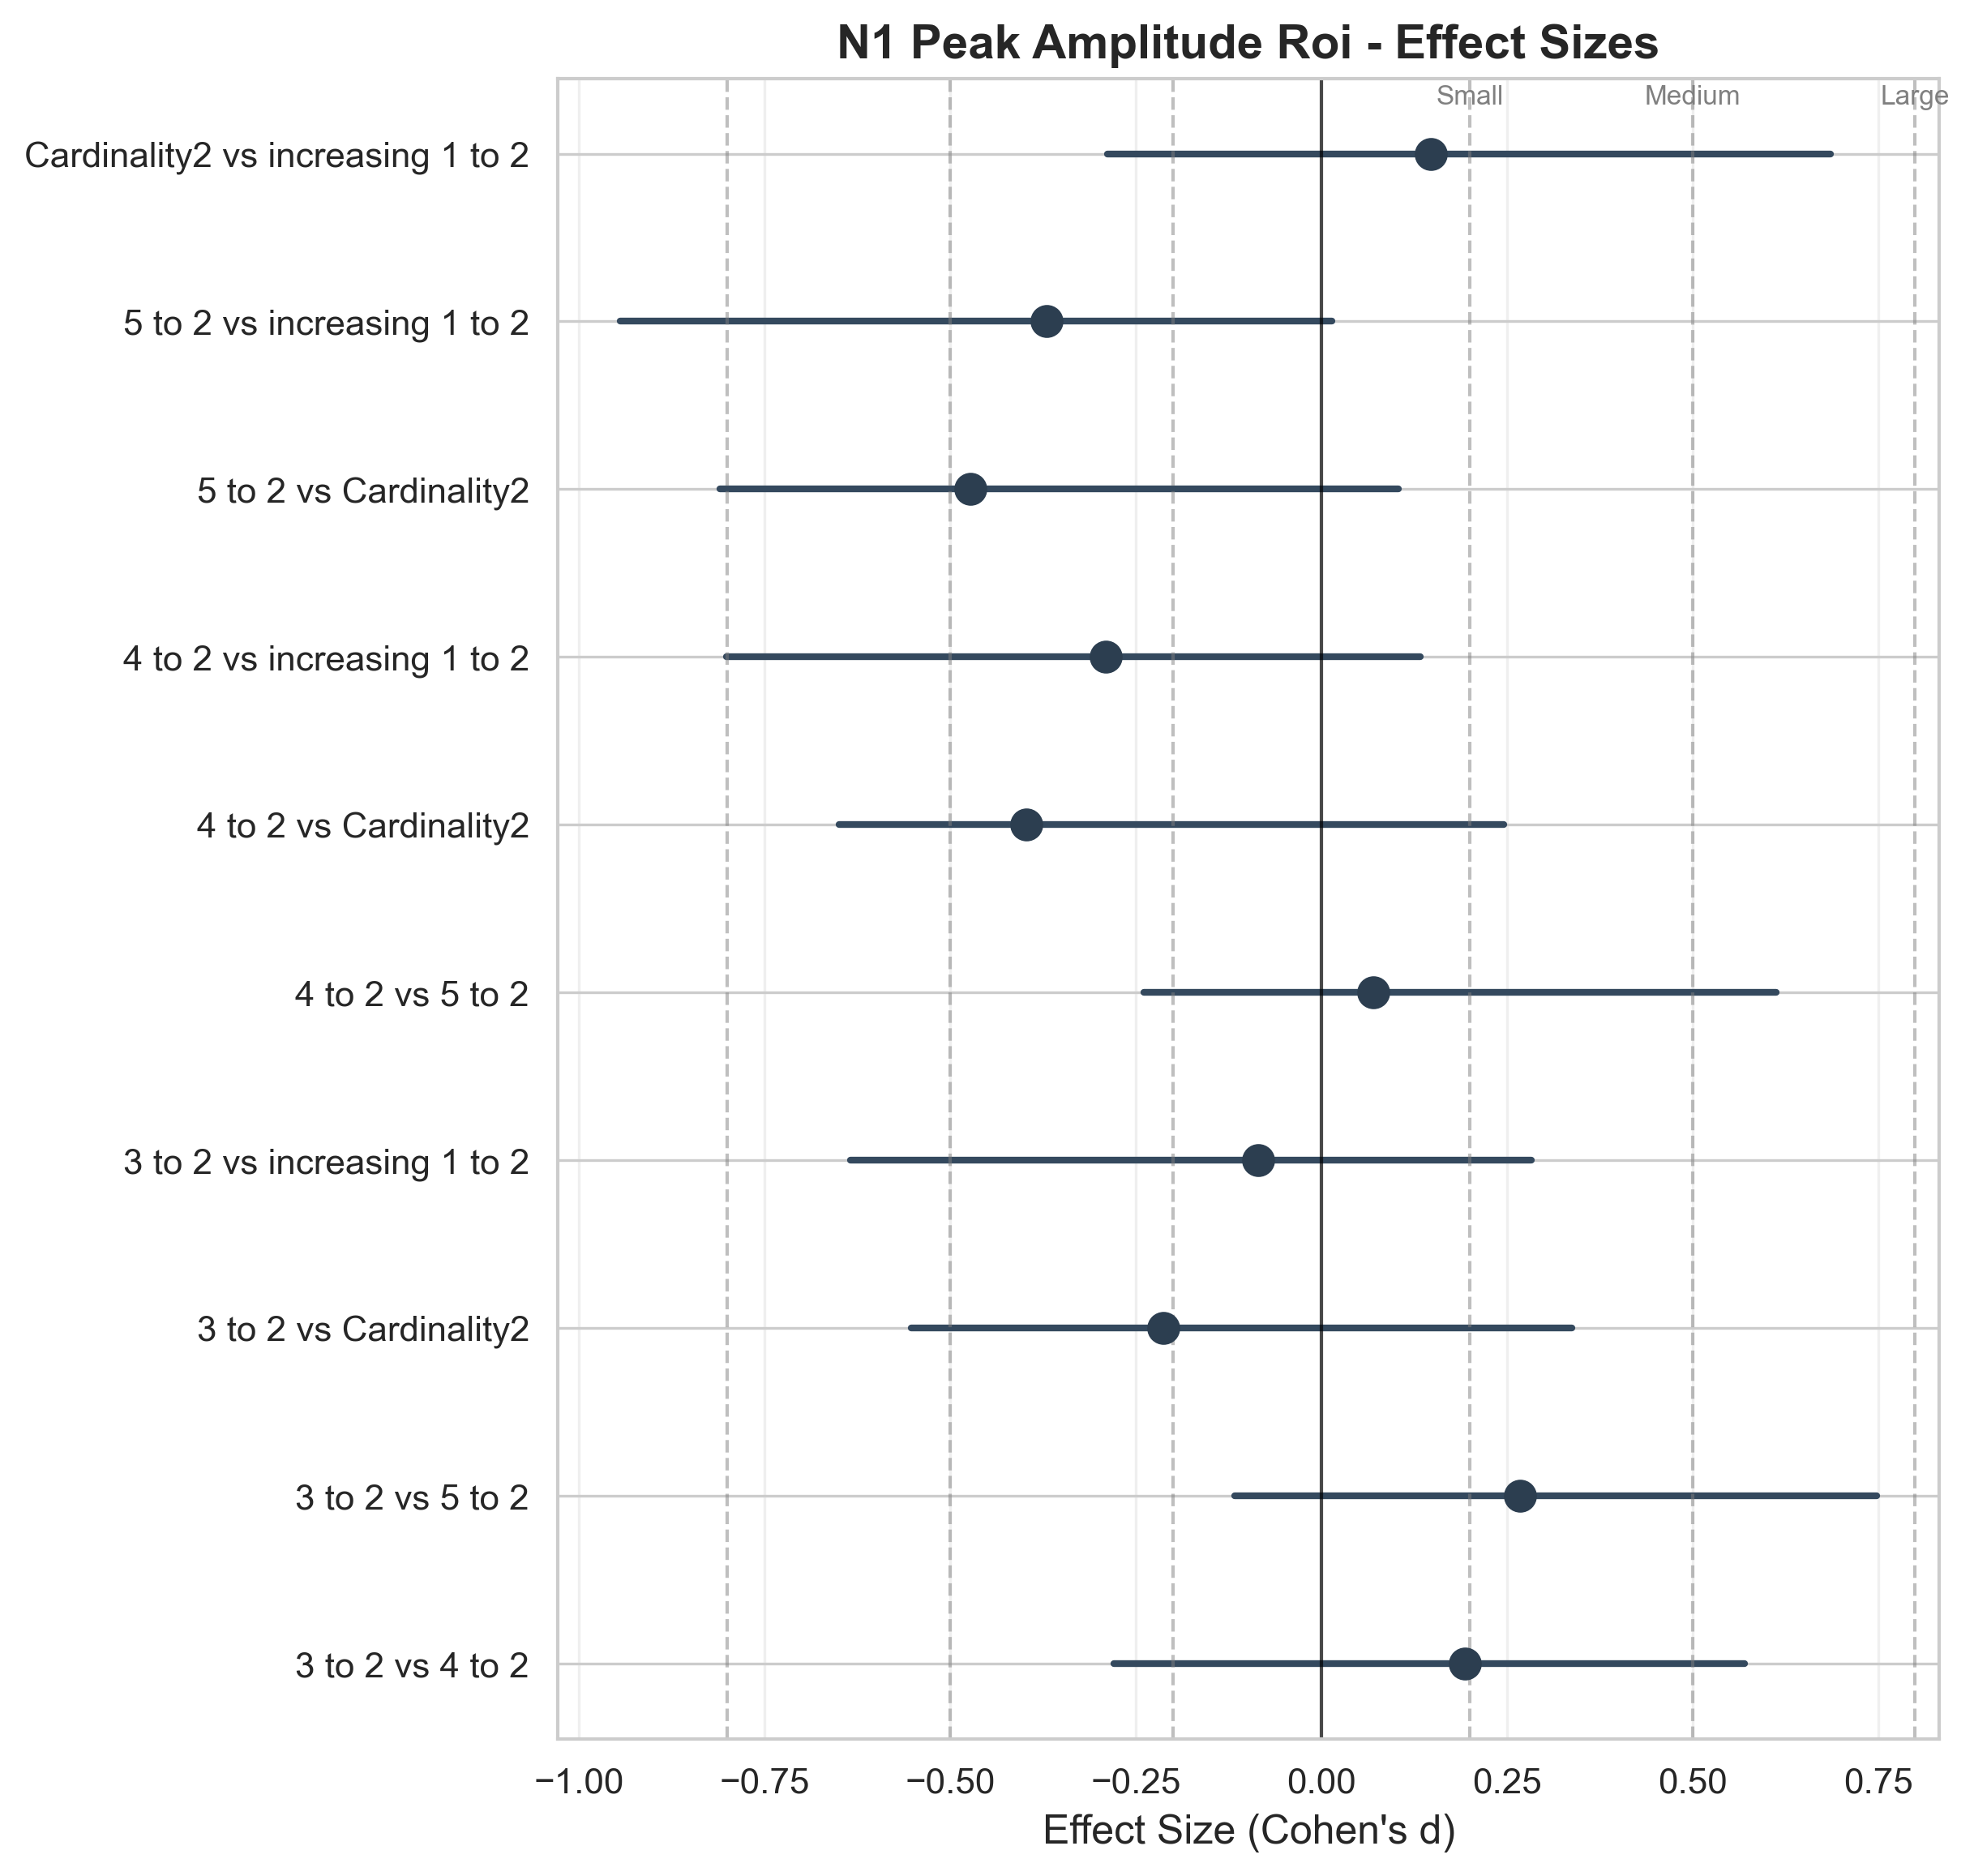 N1 Peak Amplitude Roi - Effect Sizes
Small Medium Large
Cardinality2 vs increasing 1 to 2
5 to 2 vs increasing 1 to 2
5 to 2 vs Cardinality2
4 to 2 vs increasing 1 to 2
4 to 2 vs Cardinality2
4 to 2 vs 5 to 2
3 to 2 vs increasing 1 to 2
3 to 2 vs Cardinality2
3 to 2 vs 5 to 2
3 to 2 vs 4 to 2
−1.00 −0.75 −0.50 −0.25 0.00 0.25 0.50 0.75
Effect Size (Cohen's d)